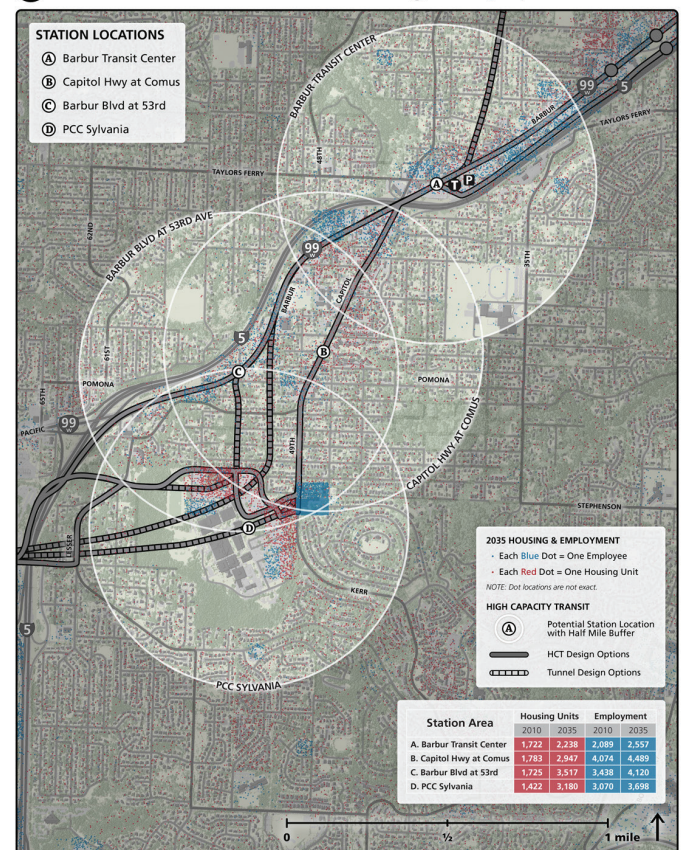 STATION LOCATIONS
A Barbur Transit Center
B Capitol Hwy at Comus
C Barbur Blvd at 53rd
D PCC Sylvania
BARBUR TRANSIT CENTER
99
W
5
BARBUR
TAYLORS FERRY
48TH
TAYLORS FERRY
A T P
62ND
BARBUR BLVD AT 53RD AVE
35TH
99
W
CAPITOL
BARBUR
5
B
61ST
C
POMONA
POMONA
65TH
99
W
PACIFIC
CAPITOL HWY AT COMUS
49TH
STEPHENSON
D
LESSER
KERR
5
PCC SYLVANIA
2035 HOUSING & EMPLOYMENT
Each Blue Dot = One Employee
Each Red Dot = One Housing Unit
NOTE: Dot locations are not exact.
HIGH CAPACITY TRANSIT
A Potential Station Location
with Half Mile Buffer
HCT Design Options
Tunnel Design Options
Station Area Housing Units Employment
2010 2035 2010 2035
A. Barbur Transit Center 1,722 2,238 2,089 2,557
B. Capitol Hwy at Comus 1,783 2,947 4,074 4,489
C. Barbur Blvd at 53rd 1,725 3,517 3,438 4,120
D. PCC Sylvania 1,422 3,180 3,070 3,698
0 ½ 1 mile